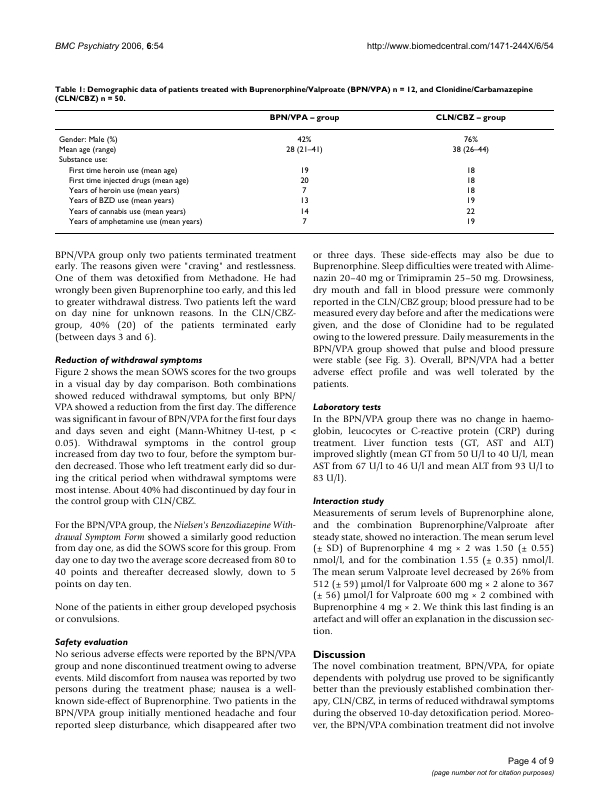 BMC Psychiatry 2006, 6:54
http://www.biomedcentral.com/1471-244X/6/54
Table 1: Demographic data of patients treated with Buprenorphine/Valproate (BPN/VPA) n = 12, and Clonidine/Carbamazepine
(CLN/CBZ) n = 50.
BPN/VPA – group CLN/CBZ – group
Gender: Male (%) 42% 76%
Mean age (range) 28 (21–41) 38 (26–44)
Substance use:
First time heroin use (mean age) 19 18
First time injected drugs (mean age) 20 18
Years of heroin use (mean years) 7 18
Years of BZD use (mean years) 13 19
Years of cannabis use (mean years) 14 22
Years of amphetamine use (mean years) 7 19
BPN/VPA group only two patients terminated treatment
early. The reasons given were "craving" and restlessness.
One of them was detoxified from Methadone. He had
wrongly been given Buprenorphine too early, and this led
to greater withdrawal distress. Two patients left the ward
on day nine for unknown reasons. In the CLN/CBZ-
group, 40% (20) of the patients terminated early
(between days 3 and 6).
Reduction of withdrawal symptoms
Figure 2 shows the mean SOWS scores for the two groups
in a visual day by day comparison. Both combinations
showed reduced withdrawal symptoms, but only BPN/
VPA showed a reduction from the first day. The difference
was significant in favour of BPN/VPA for the first four days
and days seven and eight (Mann-Whitney U-test, p <
0.05). Withdrawal symptoms in the control group
increased from day two to four, before the symptom bur-
den decreased. Those who left treatment early did so dur-
ing the critical period when withdrawal symptoms were
most intense. About 40% had discontinued by day four in
the control group with CLN/CBZ.
For the BPN/VPA group, the Nielsen's Benzodiazepine With-
drawal Symptom Form showed a similarly good reduction
from day one, as did the SOWS score for this group. From
day one to day two the average score decreased from 80 to
40 points and thereafter decreased slowly, down to 5
points on day ten.
None of the patients in either group developed psychosis
or convulsions.
Safety evaluation
No serious adverse effects were reported by the BPN/VPA
group and none discontinued treatment owing to adverse
events. Mild discomfort from nausea was reported by two
persons during the treatment phase; nausea is a well-
known side-effect of Buprenorphine. Two patients in the
BPN/VPA group initially mentioned headache and four
reported sleep disturbance, which disappeared after two
or three days. These side-effects may also be due to
Buprenorphine. Sleep difficulties were treated with Alime-
nazin 20–40 mg or Trimipramin 25–50 mg. Drowsiness,
dry mouth and fall in blood pressure were commonly
reported in the CLN/CBZ group; blood pressure had to be
measured every day before and after the medications were
given, and the dose of Clonidine had to be regulated
owing to the lowered pressure. Daily measurements in the
BPN/VPA group showed that pulse and blood pressure
were stable (see Fig. 3). Overall, BPN/VPA had a better
adverse effect profile and was well tolerated by the
patients.
Laboratory tests
In the BPN/VPA group there was no change in haemo-
globin, leucocytes or C-reactive protein (CRP) during
treatment. Liver function tests (GT, AST and ALT)
improved slightly (mean GT from 50 U/l to 40 U/l, mean
AST from 67 U/l to 46 U/l and mean ALT from 93 U/l to
83 U/l).
Interaction study
Measurements of serum levels of Buprenorphine alone,
and the combination Buprenorphine/Valproate after
steady state, showed no interaction. The mean serum level
(± SD) of Buprenorphine 4 mg × 2 was 1.50 (± 0.55)
nmol/l, and for the combination 1.55 (± 0.35) nmol/l.
The mean serum Valproate level decreased by 26% from
512 (± 59) μmol/l for Valproate 600 mg × 2 alone to 367
(± 56) μmol/l for Valproate 600 mg × 2 combined with
Buprenorphine 4 mg × 2. We think this last finding is an
artefact and will offer an explanation in the discussion sec-
tion.
Discussion
The novel combination treatment, BPN/VPA, for opiate
dependents with polydrug use proved to be significantly
better than the previously established combination ther-
apy, CLN/CBZ, in terms of reduced withdrawal symptoms
during the observed 10-day detoxification period. Moreo-
ver, the BPN/VPA combination treatment did not involve
Page 4 of 9
(page number not for citation purposes)